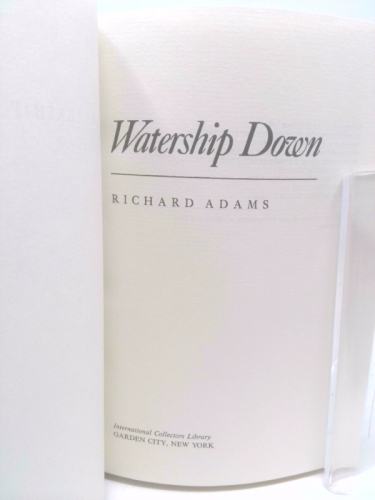 Watership Down
RICHARD ADAMS
International Collectors Library
GARDEN CITY, NEW YORK